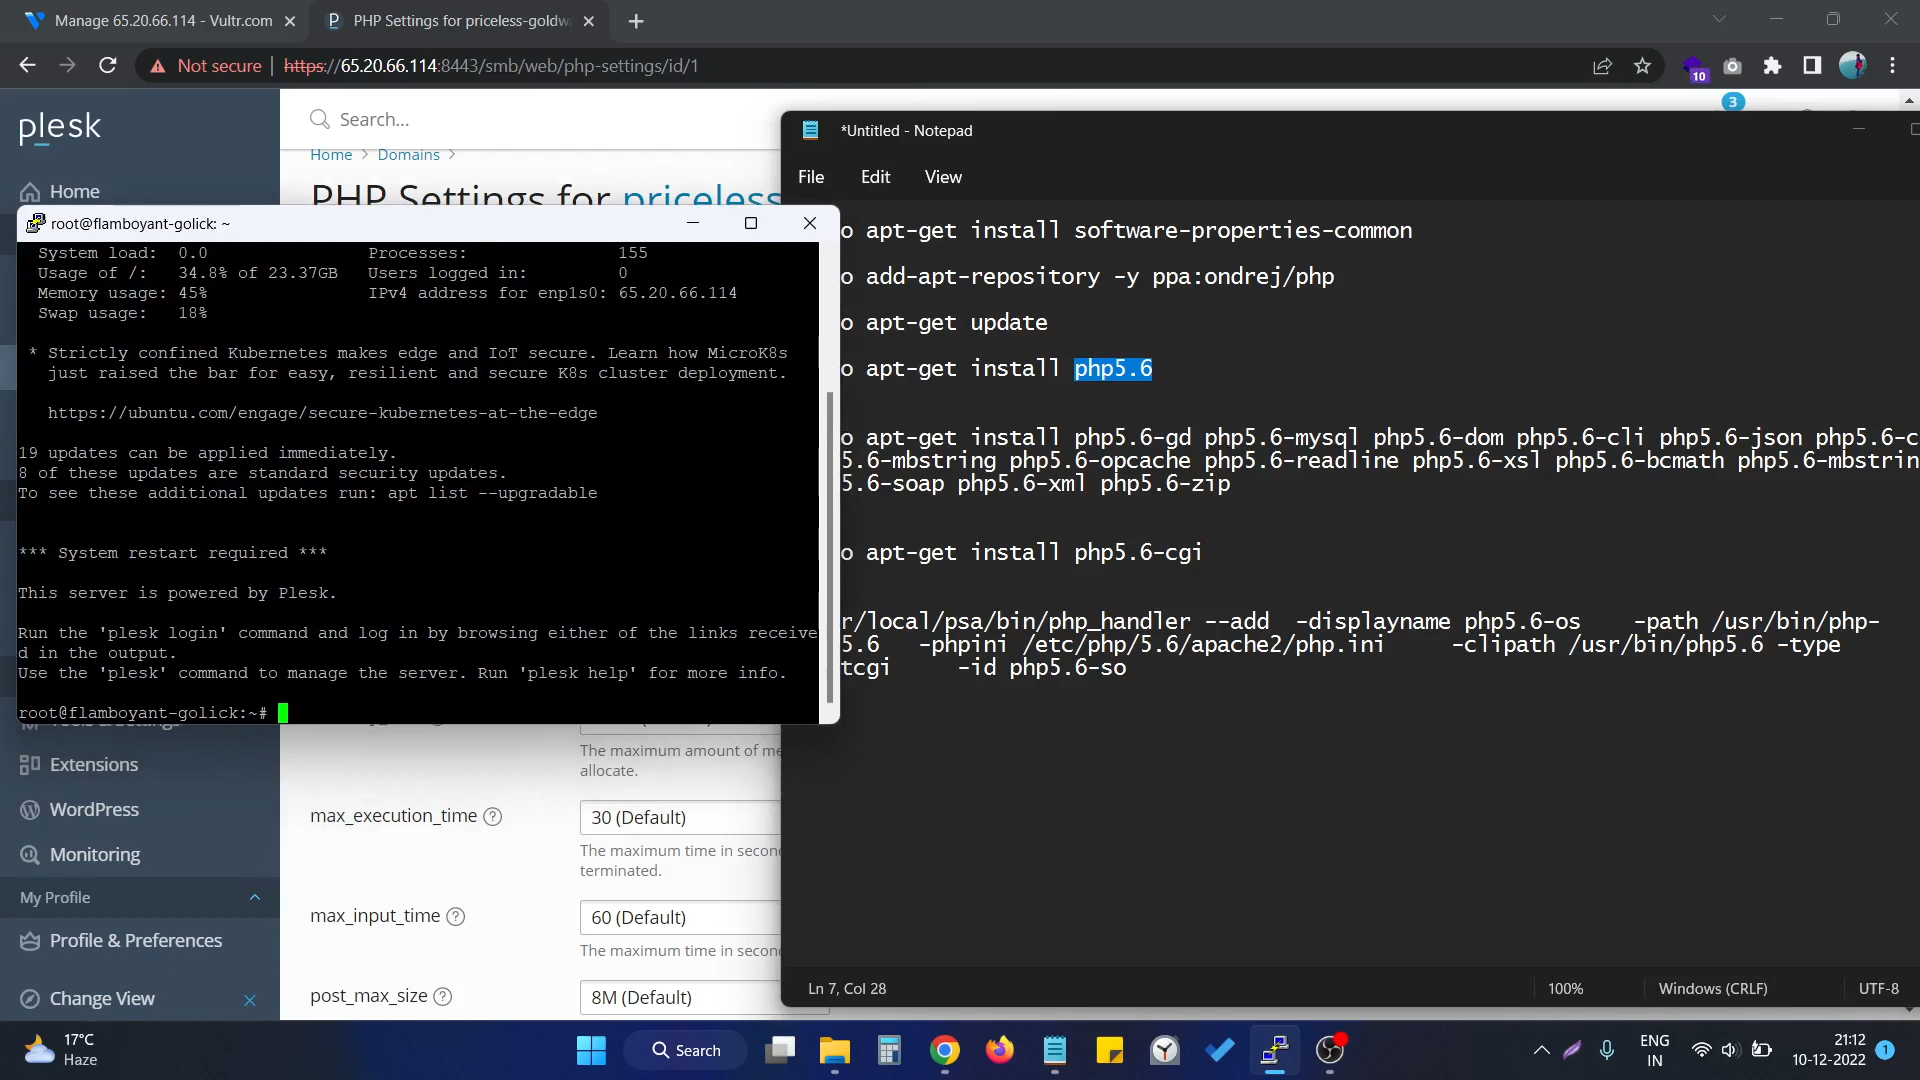 Manage 65.20.66.114 - Vultr.com
PHP Settings for priceless-goldw
Not secure
https://65.20.66.114:8443/smb/web/php-settings/id/1
10
plesk
Search...
3
Home > Domains >
PHP Settings for priceless
Home
Extensions
WordPress
Monitoring
My Profile
Profile & Preferences
Change View
root@flamboyant-golick: ~
System load: 0.0 Processes: 155
Usage of /: 34.8% of 23.37GB Users logged in: 0
Memory usage: 45% IPv4 address for enp1s0: 65.20.66.114
Swap usage: 18%
* Strictly confined Kubernetes makes edge and IoT secure. Learn how MicroK8s
just raised the bar for easy, resilient and secure K8s cluster deployment.
https://ubuntu.com/engage/secure-kubernetes-at-the-edge
19 updates can be applied immediately.
8 of these updates are standard security updates.
To see these additional updates run: apt list --upgradable
*** System restart required ***
This server is powered by Plesk.
Run the 'plesk login' command and log in by browsing either of the links receive
d in the output.
Use the 'plesk' command to manage the server. Run 'plesk help' for more info.
root@flamboyant-golick:~#
The maximum amount of me
allocate.
max_execution_time
30 (Default)
The maximum time in secon
terminated.
max_input_time
60 (Default)
The maximum time in secon
post_max_size
8M (Default)
*Untitled - Notepad
File Edit View
o apt-get install software-properties-common
o add-apt-repository -y ppa:ondrej/php
o apt-get update
o apt-get install php5.6
o apt-get install php5.6-gd php5.6-mysql php5.6-dom php5.6-cli php5.6-json php5.6-c
5.6-mbstring php5.6-opcache php5.6-readline php5.6-xsl php5.6-bcmath php5.6-mbstrin
5.6-soap php5.6-xml php5.6-zip
o apt-get install php5.6-cgi
r/local/psa/bin/php_handler --add -displayname php5.6-os -path /usr/bin/php-
5.6 -phpini /etc/php/5.6/apache2/php.ini -clipath /usr/bin/php5.6 -type
tcgi -id php5.6-so
Ln 7, Col 28
100%
Windows (CRLF)
UTF-8
17°C
Haze
Search
ENG
IN
21:12
10-12-2022
1